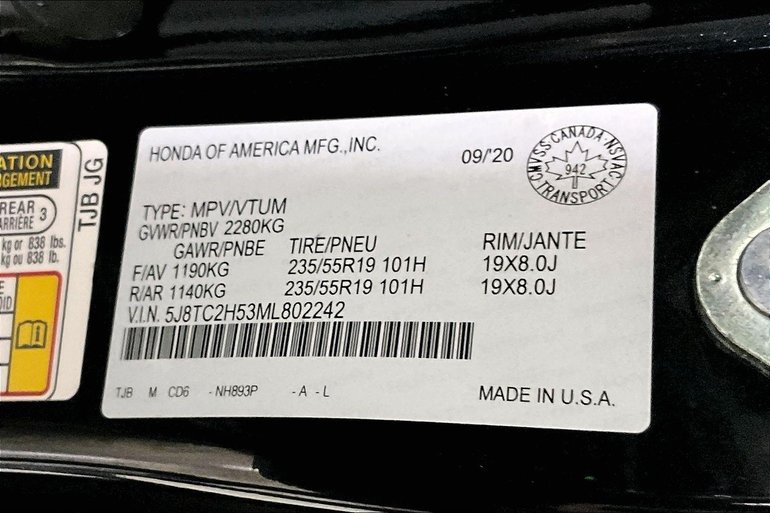 ATION
RGEMENT
REAR
ARRIÈRE 3
kg or 838 lbs.
kg ou 838 lb.
TJB JG
HONDA OF AMERICA MFG.,INC.
09/'20
CMVSS·CANADA·NSVAC
942
TRANSPORT
TYPE: MPV/VTUM
GVWR/PNBV 2280KG
GAWR/PNBE TIRE/PNEU RIM/JANTE
F/AV 1190KG 235/55R19 101H 19X8.0J
R/AR 1140KG 235/55R19 101H 19X8.0J
V.I.N. 5J8TC2H53ML802242
TJB M CD6 -NH893P -A -L
MADE IN U.S.A.